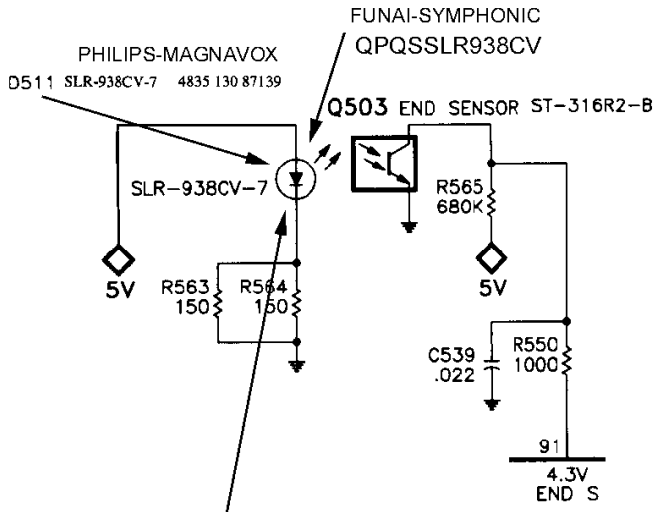 FUNAI-SYMPHONIC
QPQSSLR938CV
PHILIPS-MAGNAVOX
D511 SLR-938CV-7 4835 130 87139
Q503 END SENSOR ST-316R2-B
SLR-938CV-7
R565
680K
5V
5V
R563
150
R564
150
C539
.022
R550
1000
91
4.3V
END S